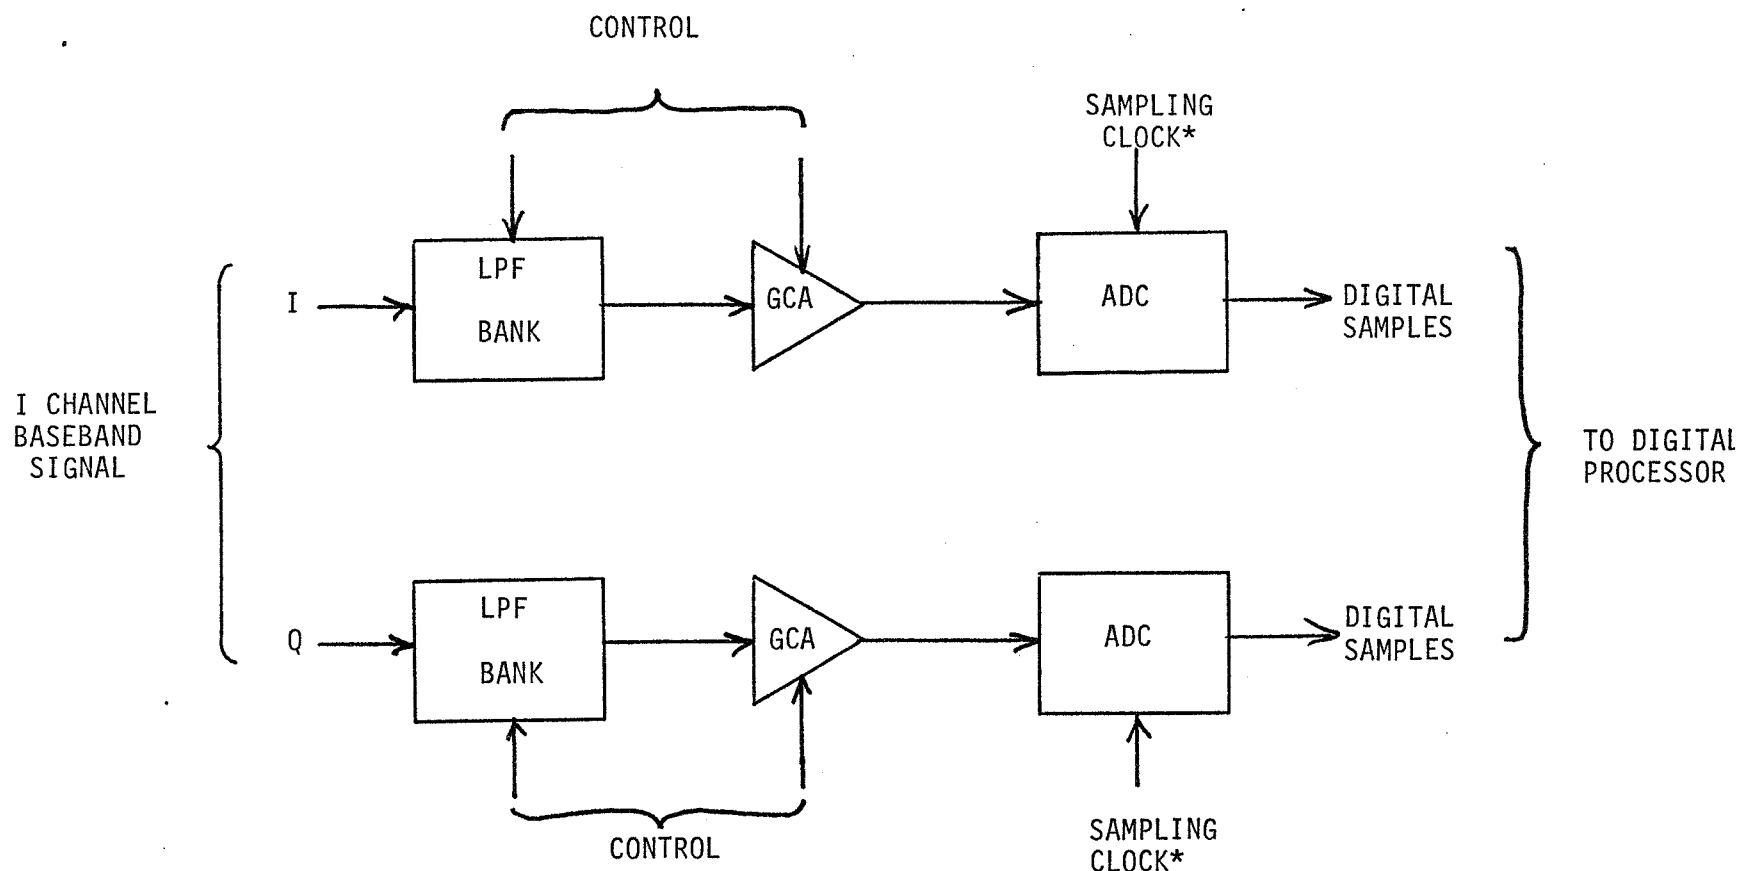 CONTROL
SAMPLING
CLOCK*
LPF
BANK
I
GCA
ADC
DIGITAL
SAMPLES
I CHANNEL
BASEBAND
SIGNAL
TO DIGITAL
PROCESSOR
LPF
BANK
Q
GCA
ADC
DIGITAL
SAMPLES
CONTROL
SAMPLING
CLOCK*